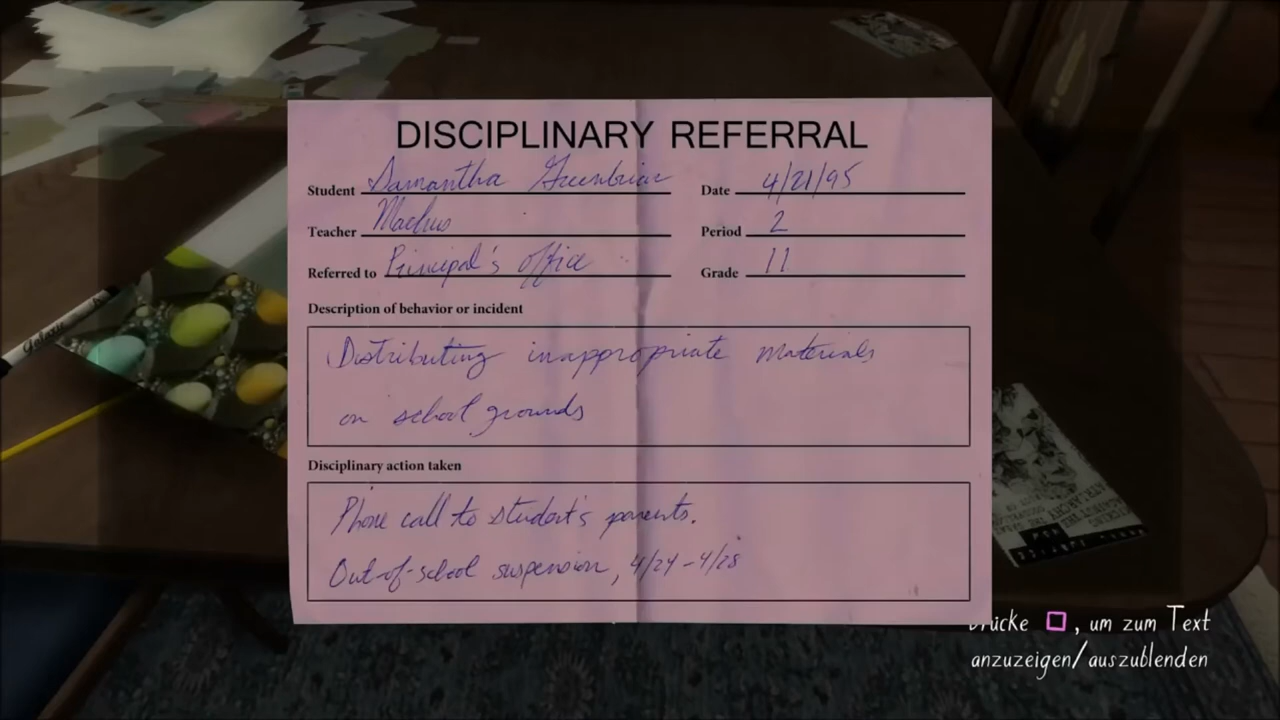 DISCIPLINARY REFERRAL
Student Samantha Greenbriar Date 4/21/95
Teacher Period 2
Referred to Principal's office Grade 11
Description of behavior or incident
Distributing inappropriate materials
on school grounds
Disciplinary action taken
Phone call to student's parents.
Out-of-school suspension, 4/24-4/28
Drücke , um zum Text
anzuzeigen/auszublenden